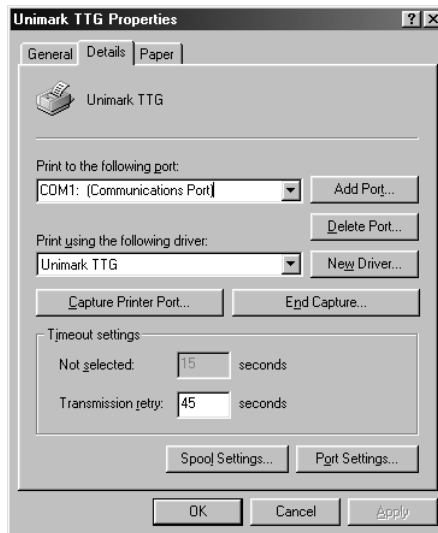 Unimark TTG Properties
General Details Paper
Unimark TTG
Print to the following port:
COM1: (Communications Port) Add Port...
Delete Port...
Print using the following driver:
Unimark TTG New Driver...
Capture Printer Port... End Capture...
Timeout settings
Not selected: 15 seconds
Transmission retry: 45 seconds
Spool Settings... Port Settings...
OK Cancel Apply